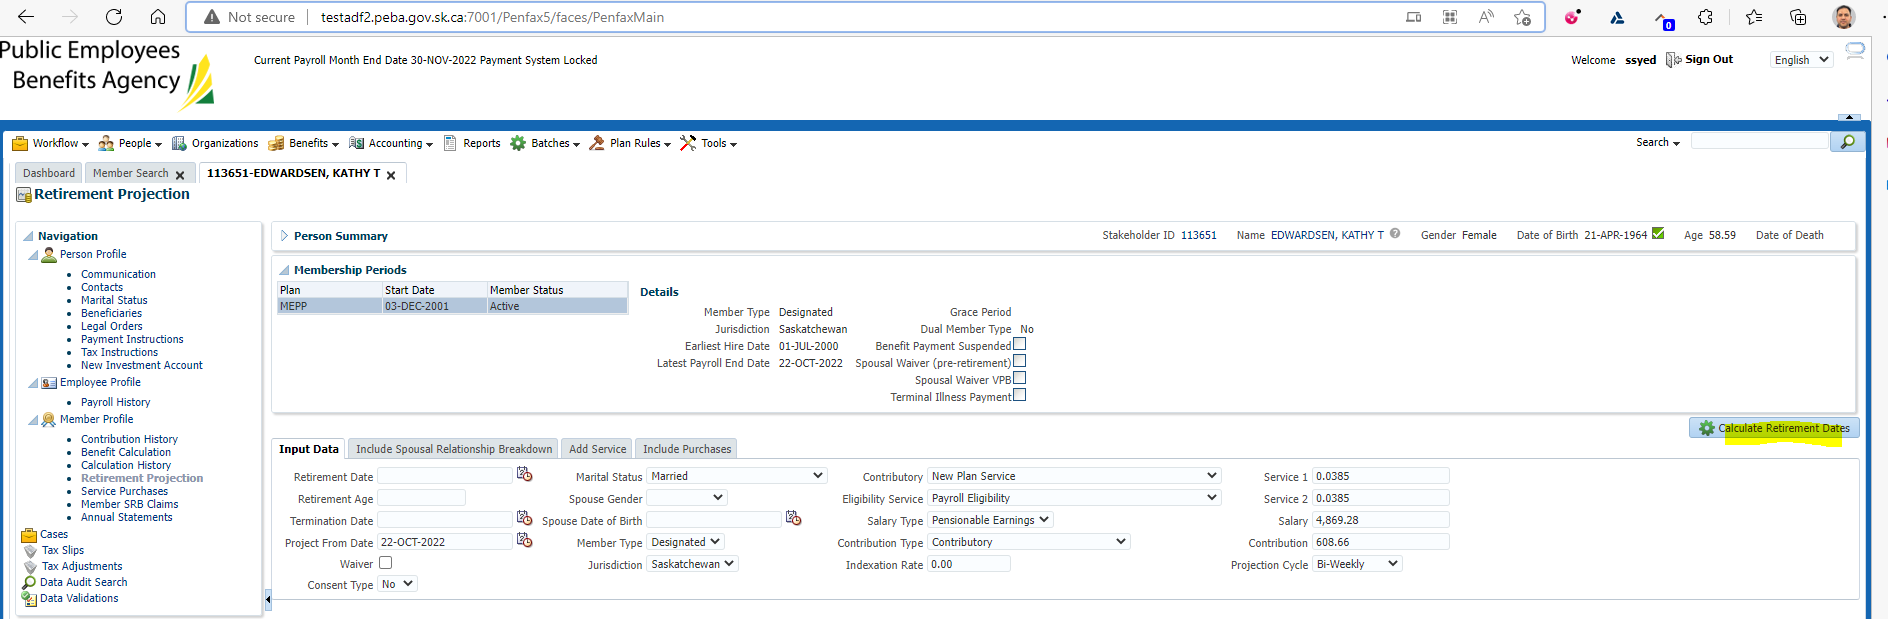 Not secure | testadf2.peba.gov.sk.ca:7001/Penfax5/faces/PenfaxMain
0
Public Employees
Benefits Agency
Current Payroll Month End Date 30-NOV-2022 Payment System Locked
Welcome ssyed Sign Out English
Workflow People Organizations Benefits Accounting Reports Batches Plan Rules Tools Search
Dashboard Member Search 113651-EDWARDSEN, KATHY T
Retirement Projection
Navigation
Person Profile
Communication
Contacts
Marital Status
Beneficiaries
Legal Orders
Payment Instructions
Tax Instructions
New Investment Account
Employee Profile
Payroll History
Member Profile
Contribution History
Benefit Calculation
Calculation History
Retirement Projection
Service Purchases
Member SRB Claims
Annual Statements
Cases
Tax Slips
Tax Adjustments
Data Audit Search
Data Validations
Person Summary Stakeholder ID 113651 Name EDWARDSEN, KATHY T Gender Female Date of Birth 21-APR-1964 Age 58.59 Date of Death
Membership Periods
Plan Start Date Member Status
MEPP 03-DEC-2001 Active
Details
Member Type Designated Grace Period
Jurisdiction Saskatchewan Dual Member Type No
Earliest Hire Date 01-JUL-2000 Benefit Payment Suspended
Latest Payroll End Date 22-OCT-2022 Spousal Waiver (pre-retirement)
Spousal Waiver VPB
Terminal Illness Payment
Calculate Retirement Dates
Input Data Include Spousal Relationship Breakdown Add Service Include Purchases
Retirement Date Marital Status Married Contributory New Plan Service Service 1 0.0385
Retirement Age Spouse Gender Eligibility Service Payroll Eligibility Service 2 0.0385
Termination Date Spouse Date of Birth Salary Type Pensionable Earnings Salary 4,869.28
Project From Date 22-OCT-2022 Member Type Designated Contribution Type Contributory Contribution 608.66
Waiver Jurisdiction Saskatchewan Indexation Rate 0.00 Projection Cycle Bi-Weekly
Consent Type No